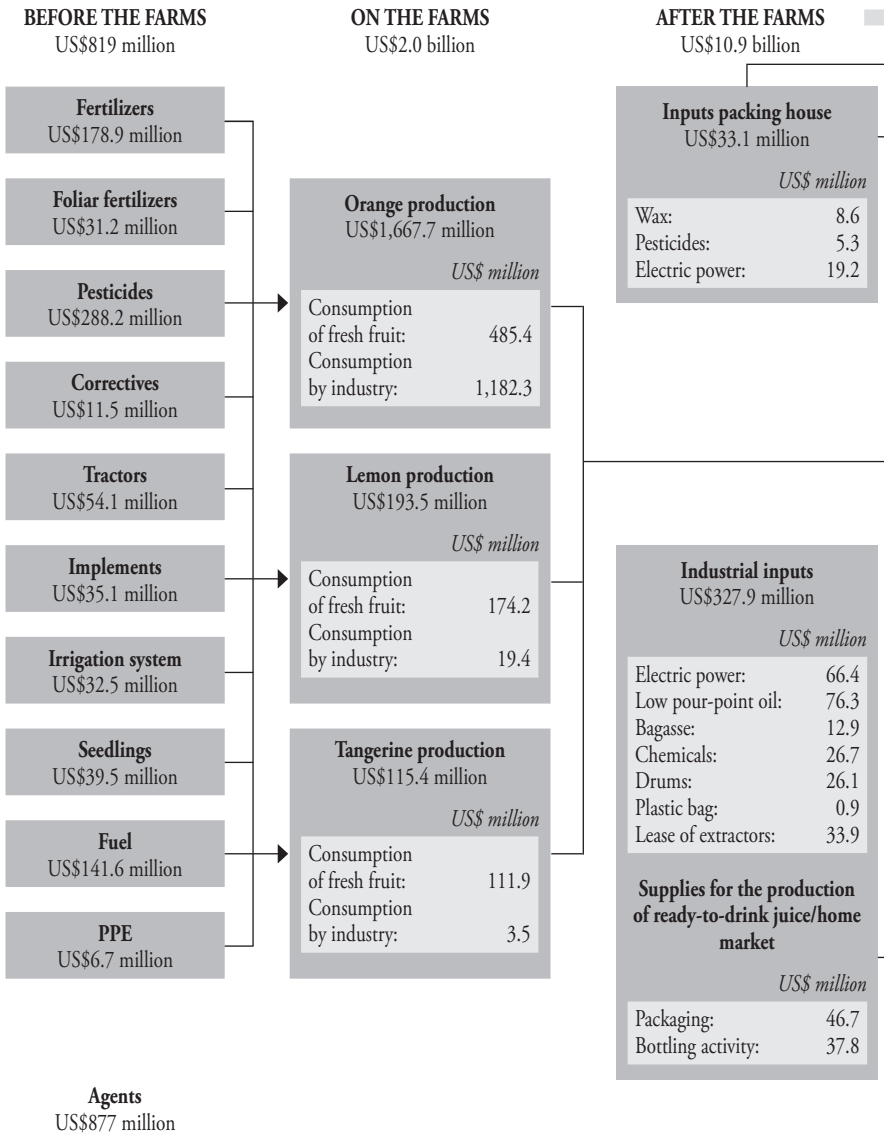 BEFORE THE FARMS
US$819 million
Fertilizers
US$178.9 million
Foliar fertilizers
US$31.2 million
Pesticides
US$288.2 million
Correctives
US$11.5 million
Tractors
US$54.1 million
Implements
US$35.1 million
Irrigation system
US$32.5 million
Seedlings
US$39.5 million
Fuel
US$141.6 million
PPE
US$6.7 million
Agents
US$877 million
ON THE FARMS
US$2.0 billion
Orange production
US$1,667.7 million
US$ million
Consumption
of fresh fruit: 485.4
Consumption
by industry: 1,182.3
Lemon production
US$193.5 million
US$ million
Consumption
of fresh fruit: 174.2
Consumption
by industry: 19.4
Tangerine production
US$115.4 million
US$ million
Consumption
of fresh fruit: 111.9
Consumption
by industry: 3.5
AFTER THE FARMS
US$10.9 billion
Inputs packing house
US$33.1 million
US$ million
Wax: 8.6
Pesticides: 5.3
Electric power: 19.2
Industrial inputs
US$327.9 million
US$ million
Electric power: 66.4
Low pour-point oil: 76.3
Bagasse: 12.9
Chemicals: 26.7
Drums: 26.1
Plastic bag: 0.9
Lease of extractors: 33.9
Supplies for the production
of ready-to-drink juice/home
market
US$ million
Packaging: 46.7
Bottling activity: 37.8